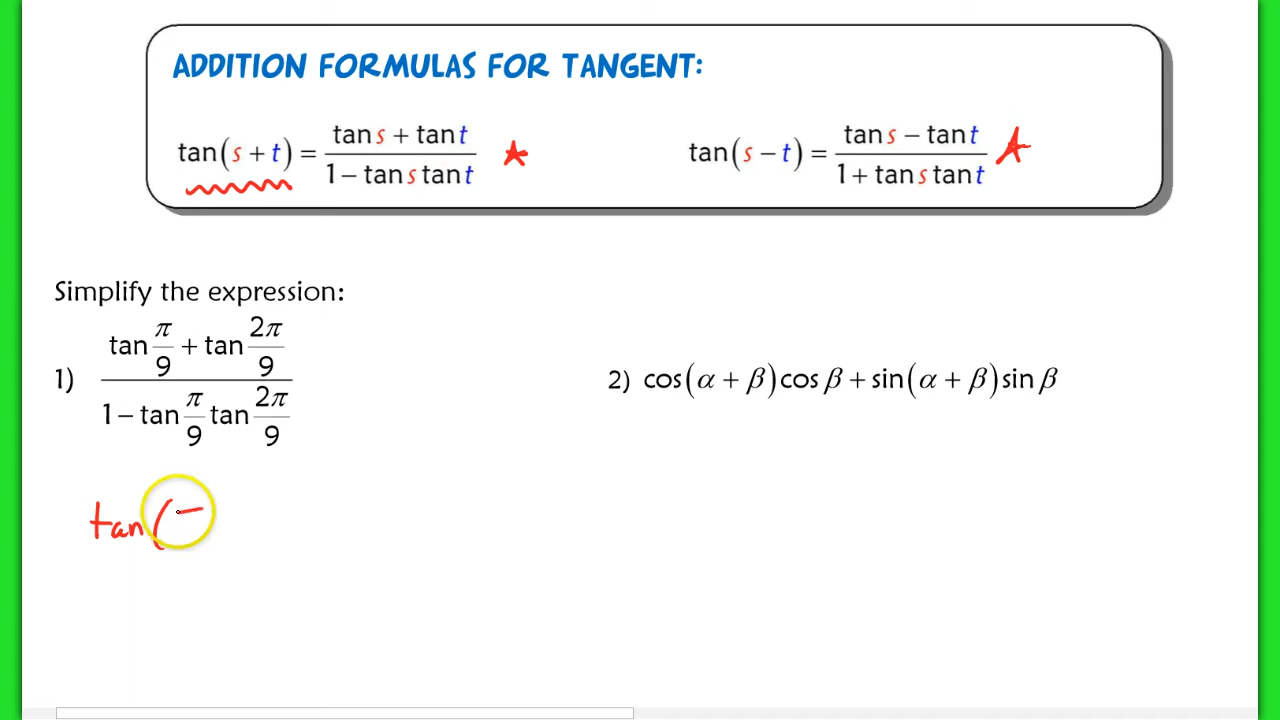 ADDITION FORMULAS FOR TANGENT:
tan(s + t) = (tan s + tan t)/(1 − tan s tan t)
tan(s − t) = (tan s − tan t)/(1 + tan s tan t)
Simplify the expression:
1) (tan π/9 + tan 2π/9)/(1 − tan π/9 tan 2π/9)
2) cos(α + β)cos β + sin(α + β)sin β
tan (